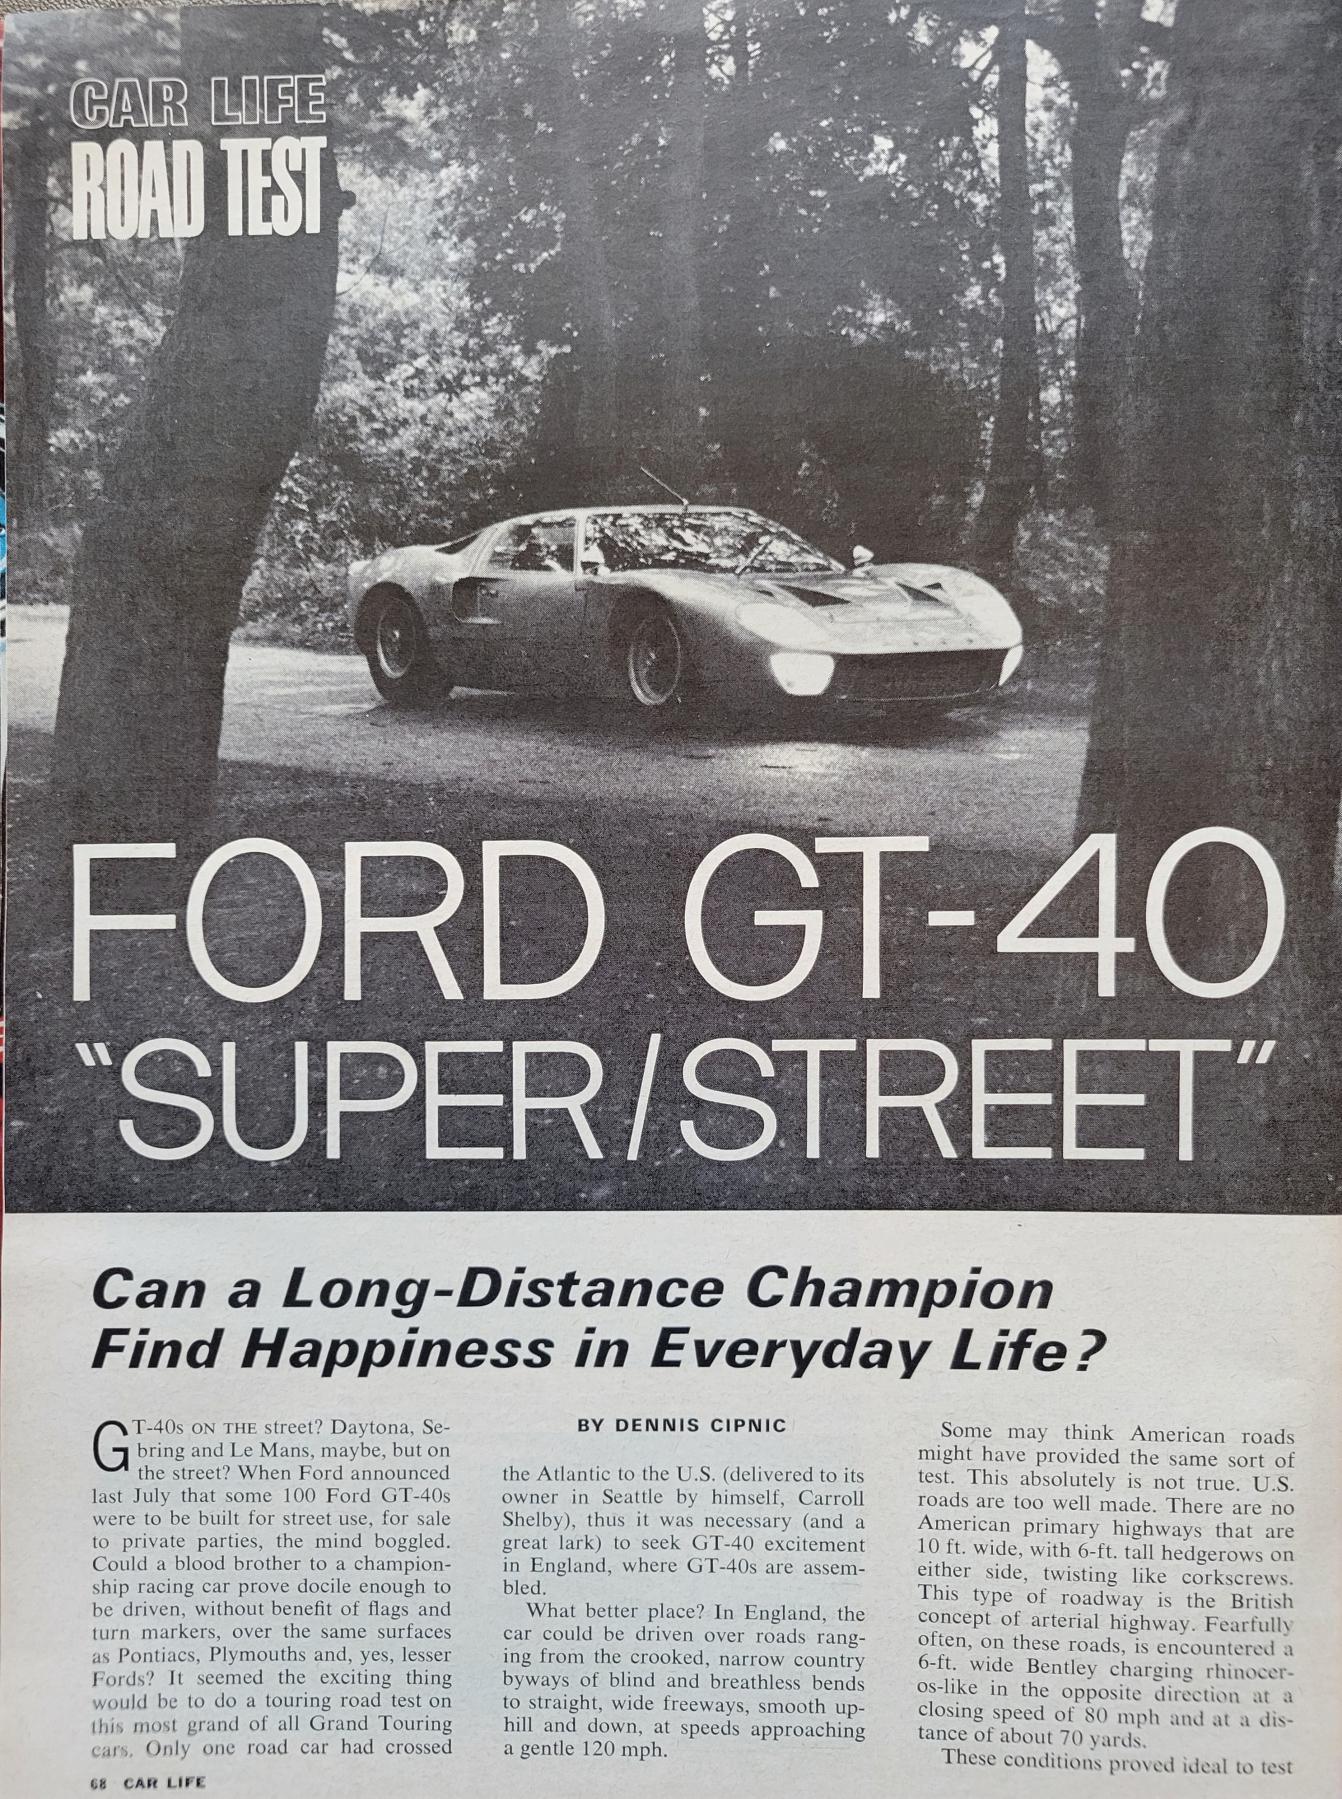 CAR LIFE
ROAD TEST
FORD GT-40
"SUPER/STREET"
Can a Long-Distance Champion
Find Happiness in Everyday Life?
GT-40s ON THE street? Daytona, Se-
bring and Le Mans, maybe, but on
the street? When Ford announced
last July that some 100 Ford GT-40s
were to be built for street use, for sale
to private parties, the mind boggled.
Could a blood brother to a champion-
ship racing car prove docile enough to
be driven, without benefit of flags and
turn markers, over the same surfaces
as Pontiacs, Plymouths and, yes, lesser
Fords? It seemed the exciting thing
would be to do a touring road test on
this most grand of all Grand Touring
cars. Only one road car had crossed
BY DENNIS CIPNIC
the Atlantic to the U.S. (delivered to its
owner in Seattle by himself, Carroll
Shelby), thus it was necessary (and a
great lark) to seek GT-40 excitement
in England, where GT-40s are assem-
bled.
What better place? In England, the
car could be driven over roads rang-
ing from the crooked, narrow country
byways of blind and breathless bends
to straight, wide freeways, smooth up-
hill and down, at speeds approaching
a gentle 120 mph.
Some may think American roads
might have provided the same sort of
test. This absolutely is not true. U.S.
roads are too well made. There are no
American primary highways that are
10 ft. wide, with 6-ft. tall hedgerows on
either side, twisting like corkscrews.
This type of roadway is the British
concept of arterial highway. Fearfully
often, on these roads, is encountered a
6-ft. wide Bentley charging rhinocer-
os-like in the opposite direction at a
closing speed of 80 mph and at a dis-
tance of about 70 yards.
These conditions proved ideal to test
68 CAR LIFE